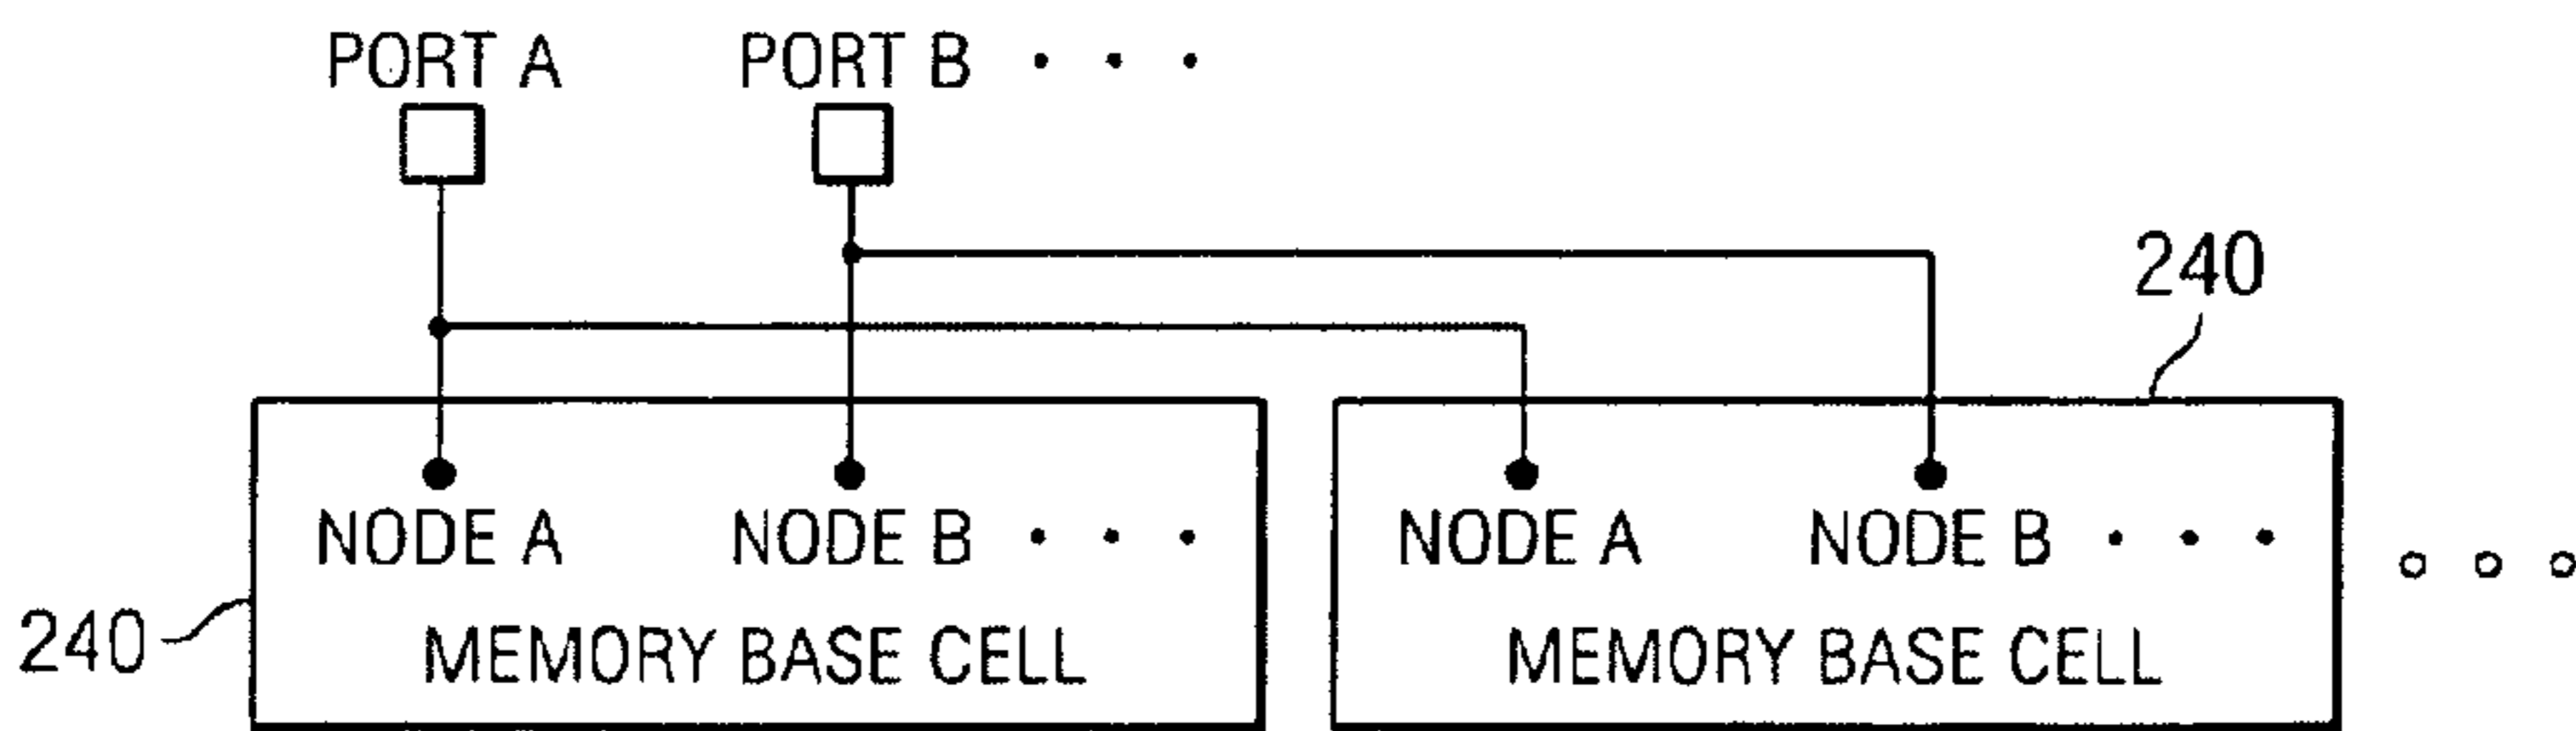 PORT A PORT B . . .
240
NODE A NODE B . . . NODE A NODE B . . .
240 MEMORY BASE CELL MEMORY BASE CELL